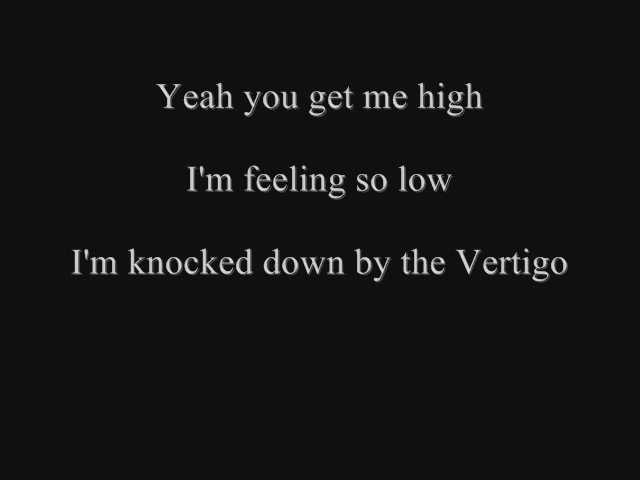 Yeah you get me high
I'm feeling so low
I'm knocked down by the Vertigo